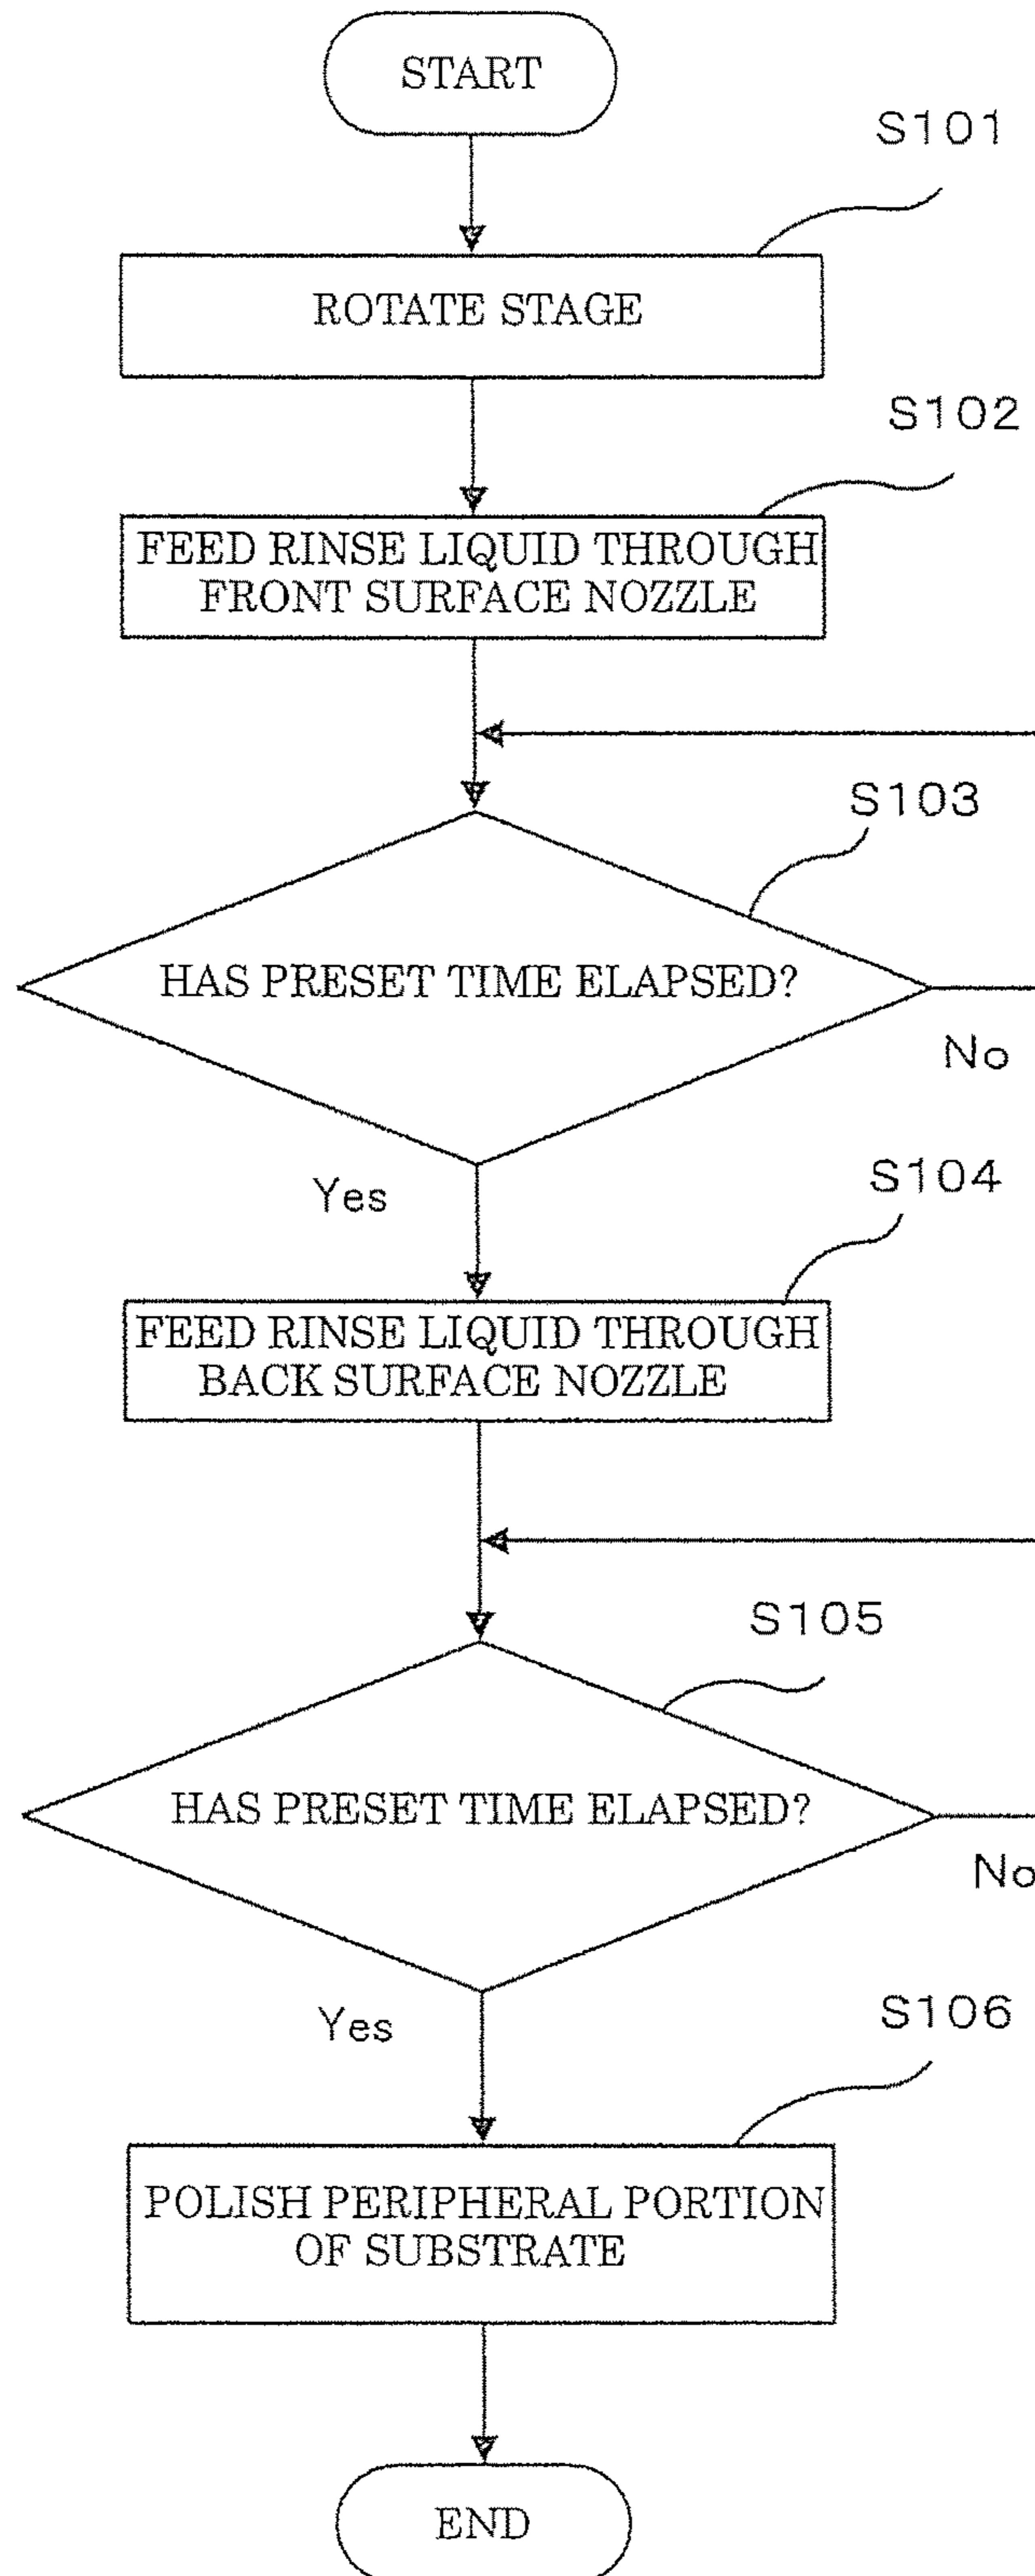 START
S101
ROTATE STAGE
S102
FEED RINSE LIQUID THROUGH
FRONT SURFACE NOZZLE
S103
HAS PRESET TIME ELAPSED?
No
Yes
S104
FEED RINSE LIQUID THROUGH
BACK SURFACE NOZZLE
S105
HAS PRESET TIME ELAPSED?
No
Yes
S106
POLISH PERIPHERAL PORTION
OF SUBSTRATE
END